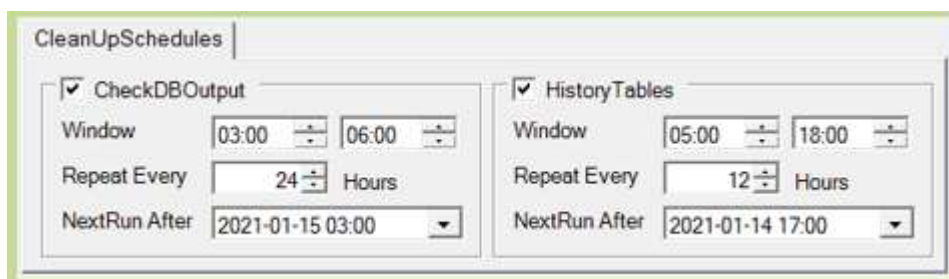 CleanUpSchedules
CheckDBOutput
Window 03:00 06:00
Repeat Every 24 Hours
NextRun After 2021-01-15 03:00
HistoryTables
Window 05:00 18:00
Repeat Every 12 Hours
NextRun After 2021-01-14 17:00